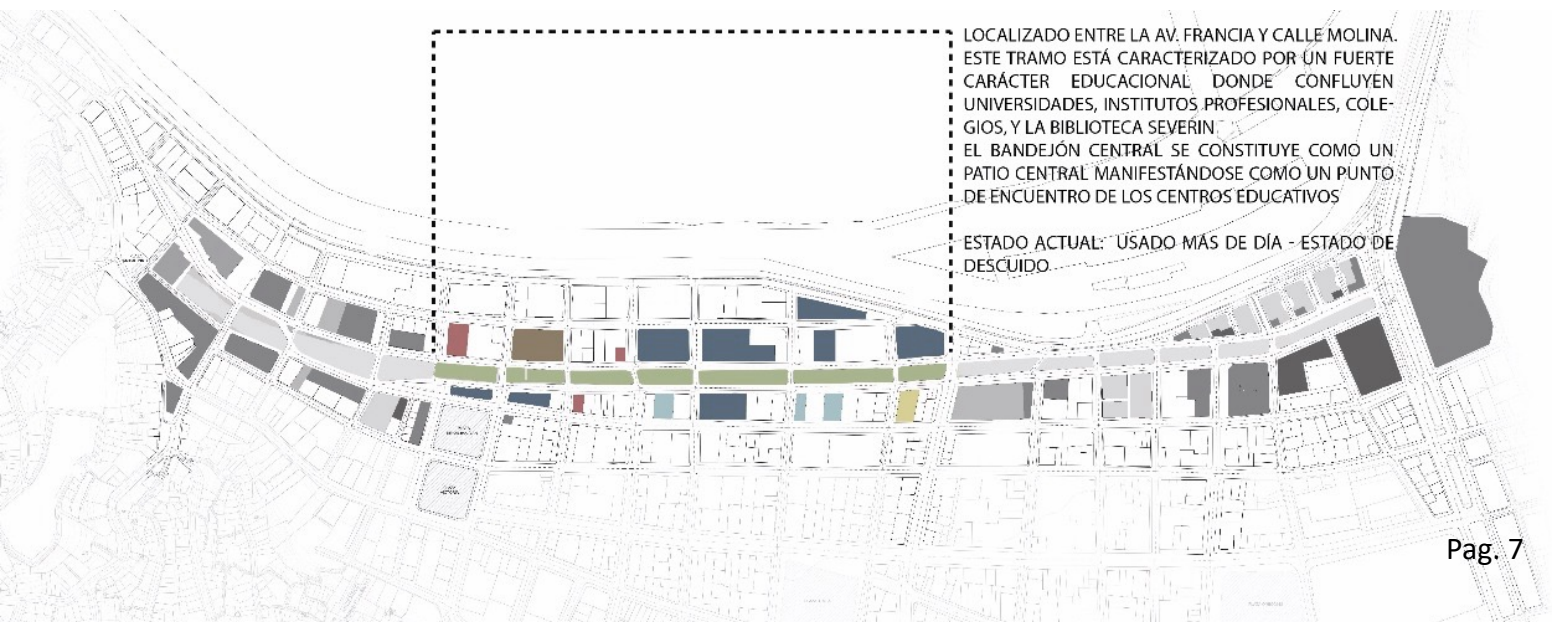 LOCALIZADO ENTRE LA AV. FRANCIA Y CALLE MOLINA.
ESTE TRAMO ESTÁ CARACTERIZADO POR UN FUERTE
CARÁCTER EDUCACIONAL DONDE CONFLUYEN
UNIVERSIDADES, INSTITUTOS PROFESIONALES, COLE-
GIOS, Y LA BIBLIOTECA SEVERIN.
EL BANDEJÓN CENTRAL SE CONSTITUYE COMO UN
PATIO CENTRAL MANIFESTÁNDOSE COMO UN PUNTO
DE ENCUENTRO DE LOS CENTROS EDUCATIVOS
ESTADO ACTUAL: USADO MÁS DE DÍA - ESTADO DE
DESCUIDO
PLAZA
VICTORIA
Pag. 7